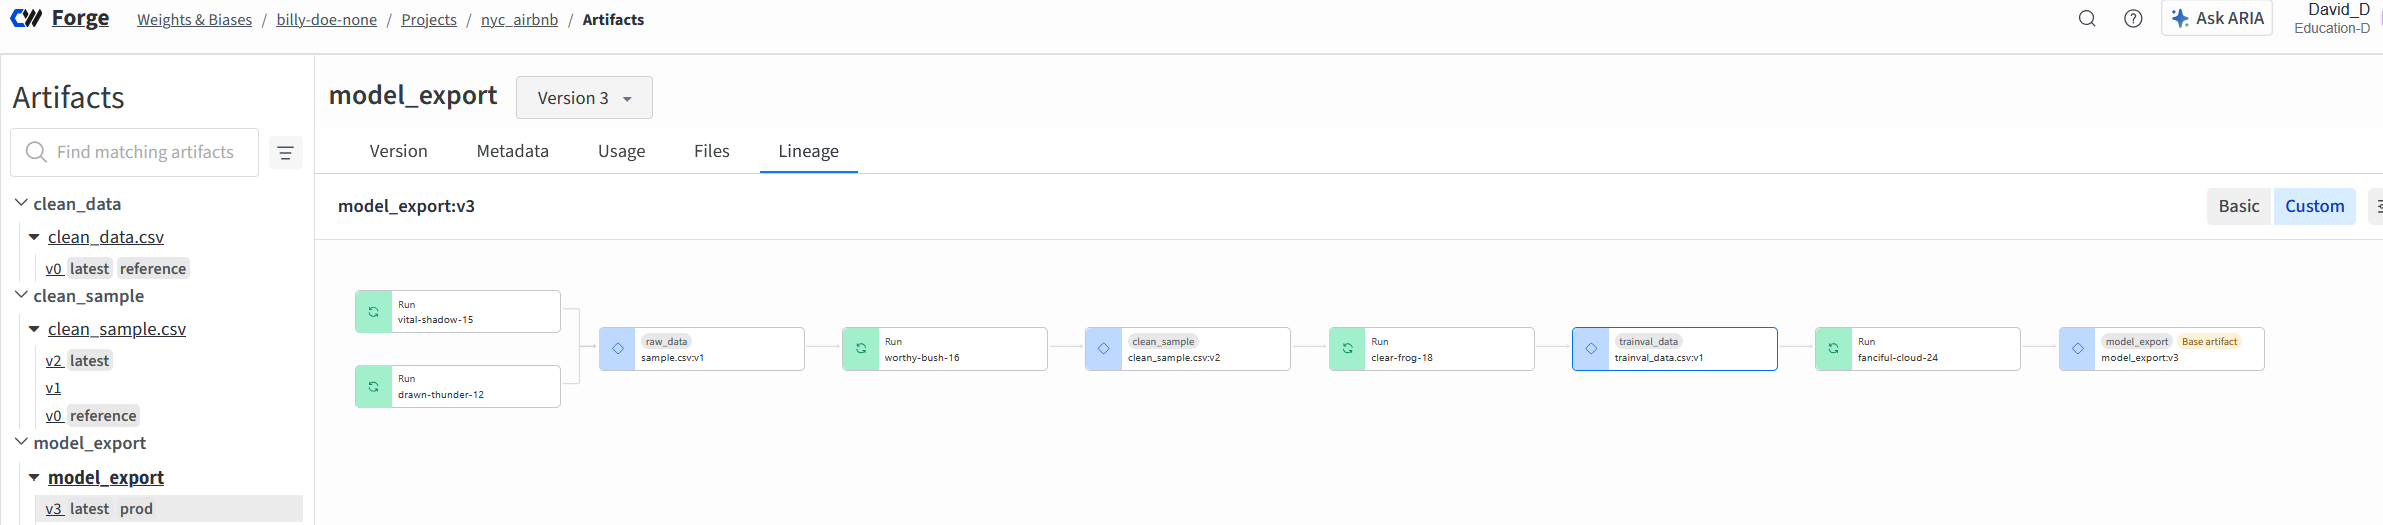 Forge Weights & Biases / billy-doe-none / Projects / nyc_airbnb / Artifacts
Ask ARIA
David_D
Education-D
Artifacts
Find matching artifacts
clean_data
clean_data.csv
v0 latest reference
clean_sample
clean_sample.csv
v2 latest
v1
v0 reference
model_export
model_export
v3 latest prod
model_export Version 3
Version Metadata Usage Files Lineage
model_export:v3
Basic Custom
Run
vital-shadow-15
Run
drawn-thunder-12
raw_data
sample.csv:v1
Run
worthy-bush-16
clean_sample
clean_sample.csv:v2
Run
clear-frog-18
trainval_data
trainval_data.csv:v1
Run
fanciful-cloud-24
model_export Base artifact
model_export:v3